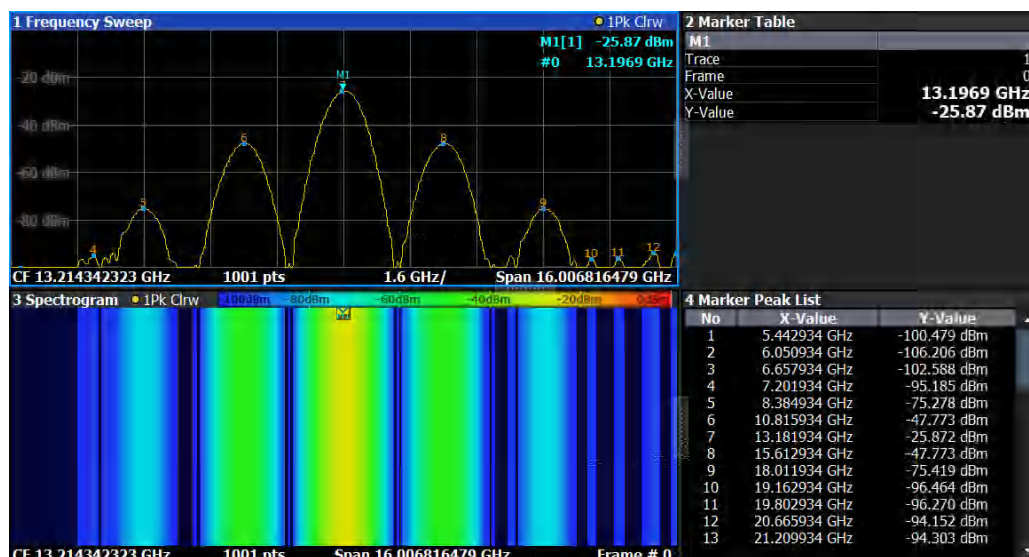 1 Frequency Sweep
1Pk Clrw
M1[1] -25.87 dBm
#0 13.1969 GHz
M1
-20 dBm
-40 dBm
-60 dBm
-80 dBm
6
8
5
9
4
10
11
12
CF 13.214342323 GHz 1001 pts 1.6 GHz/ Span 16.006816479 GHz
2 Marker Table
M1
Trace 1
Frame 0
X-Value 13.1969 GHz
Y-Value -25.87 dBm
3 Spectrogram 1Pk Clrw -100dBm -80dBm -60dBm -40dBm -20dBm 0dBm
CF 13.214342323 GHz 1001 pts Span 16.006816479 GHz Frame # 0
4 Marker Peak List
No X-Value Y-Value
1 5.442934 GHz -100.479 dBm
2 6.050934 GHz -106.206 dBm
3 6.657934 GHz -102.588 dBm
4 7.201934 GHz -95.185 dBm
5 8.384934 GHz -75.278 dBm
6 10.815934 GHz -47.773 dBm
7 13.181934 GHz -25.872 dBm
8 15.612934 GHz -47.773 dBm
9 18.011934 GHz -75.419 dBm
10 19.162934 GHz -96.464 dBm
11 19.802934 GHz -96.270 dBm
12 20.665934 GHz -94.152 dBm
13 21.209934 GHz -94.303 dBm